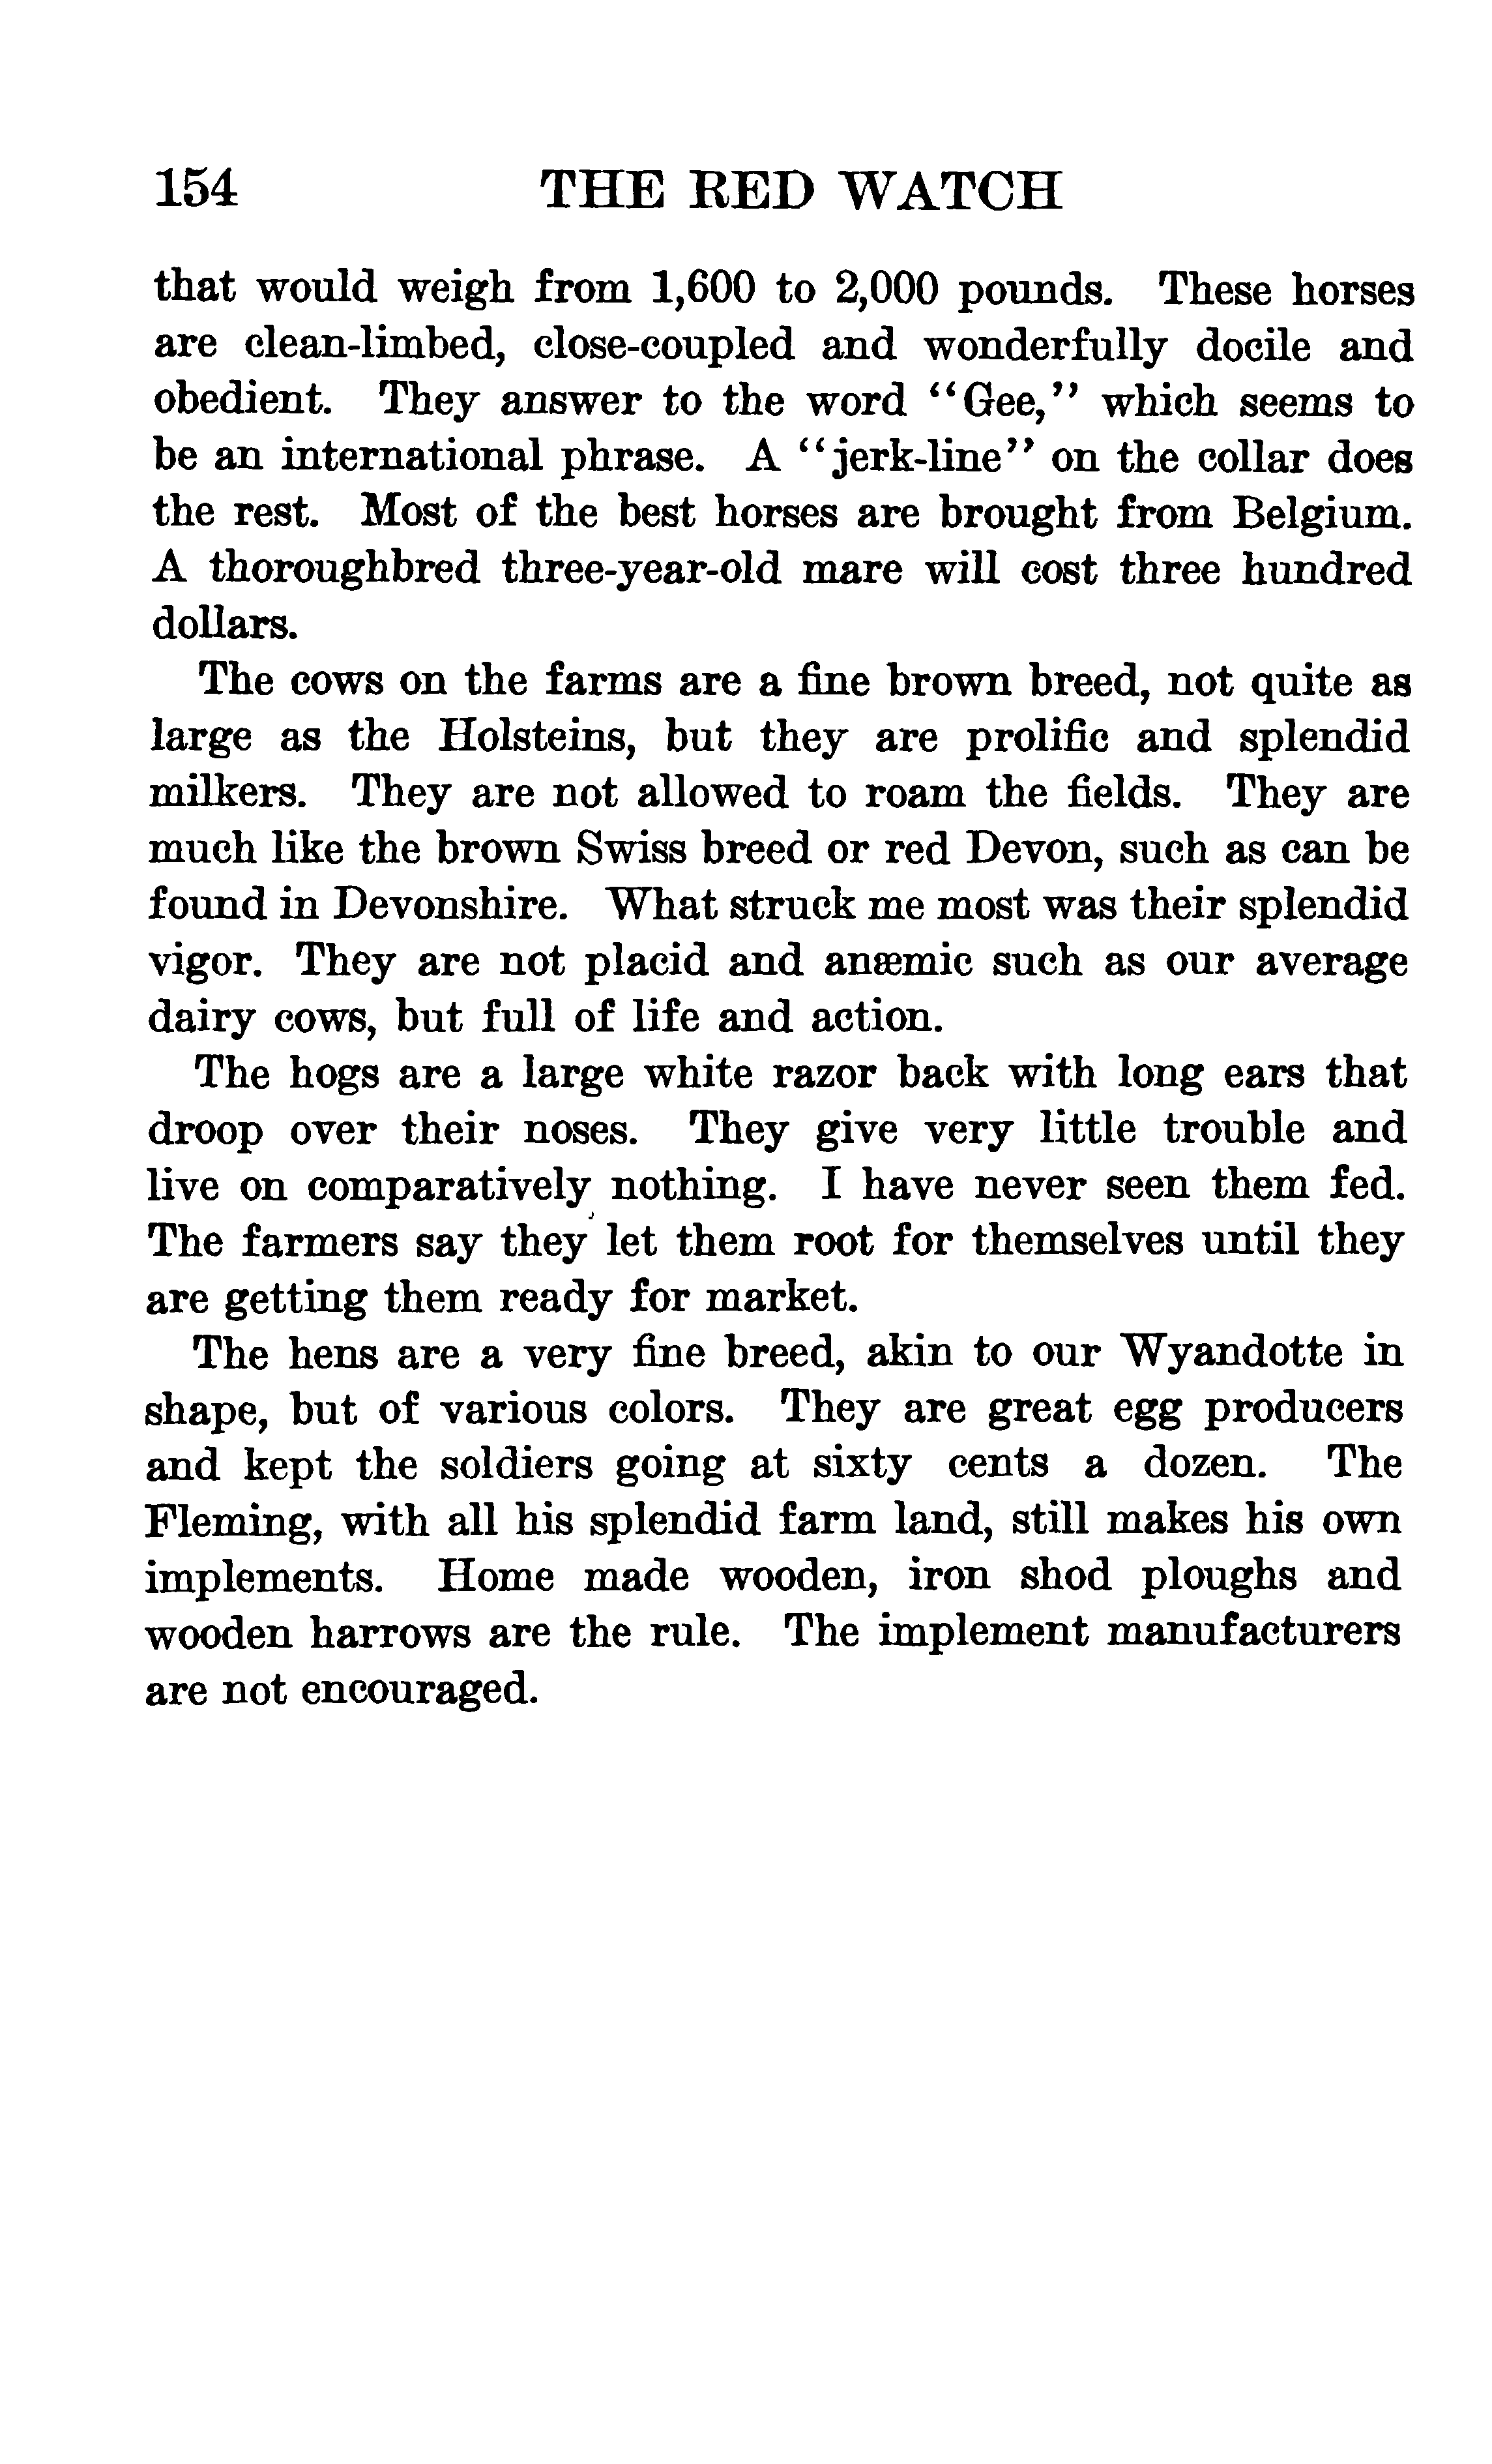 154 THE RED WATCH
that would weigh from 1,600 to 2,000 pounds. These horses
are clean-limbed, close-coupled and wonderfully docile and
obedient. They answer to the word "Gee," which seems to
be an international phrase. A "jerk-line" on the collar does
the rest. Most of the best horses are brought from Belgium.
A thoroughbred three-year-old mare will cost three hundred
dollars.
The cows on the farms are a fine brown breed, not quite as
large as the Holsteins, but they are prolific and splendid
milkers. They are not allowed to roam the fields. They are
much like the brown Swiss breed or red Devon, such as can be
found in Devonshire. What struck me most was their splendid
vigor. They are not placid and anæmic such as our average
dairy cows, but full of life and action.
The hogs are a large white razor back with long ears that
droop over their noses. They give very little trouble and
live on comparatively nothing. I have never seen them fed.
The farmers say they let them root for themselves until they
are getting them ready for market.
The hens are a very fine breed, akin to our Wyandotte in
shape, but of various colors. They are great egg producers
and kept the soldiers going at sixty cents a dozen. The
Fleming, with all his splendid farm land, still makes his own
implements. Home made wooden, iron shod ploughs and
wooden harrows are the rule. The implement manufacturers
are not encouraged.